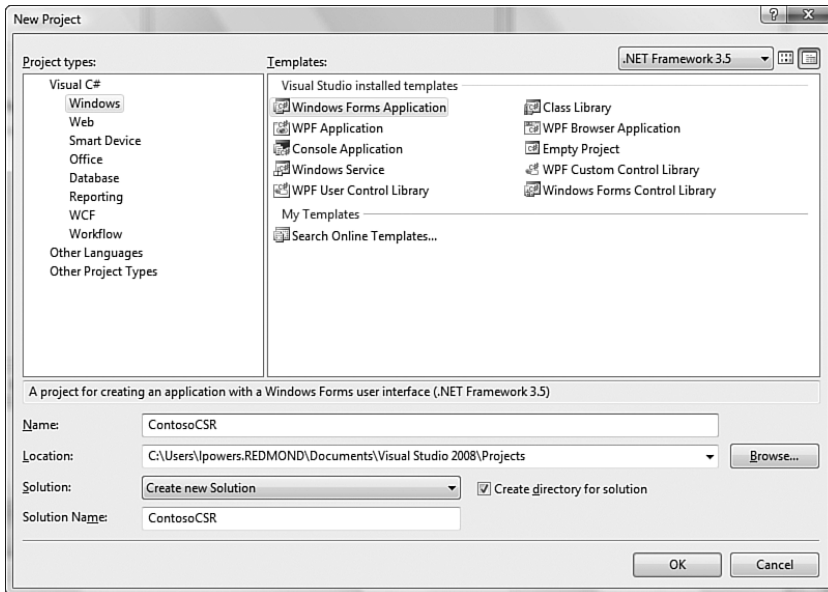 New Project
Project types:
Visual C#
Windows
Web
Smart Device
Office
Database
Reporting
WCF
Workflow
Other Languages
Other Project Types
Templates:
.NET Framework 3.5
Visual Studio installed templates
Windows Forms Application
WPF Application
Console Application
Windows Service
WPF User Control Library
Class Library
WPF Browser Application
Empty Project
WPF Custom Control Library
Windows Forms Control Library
My Templates
Search Online Templates...
A project for creating an application with a Windows Forms user interface (.NET Framework 3.5)
Name:
ContosoCSR
Location:
C:\Users\lpowers.REDMOND\Documents\Visual Studio 2008\Projects
Browse...
Solution:
Create new Solution
Create directory for solution
Solution Name:
ContosoCSR
OK
Cancel